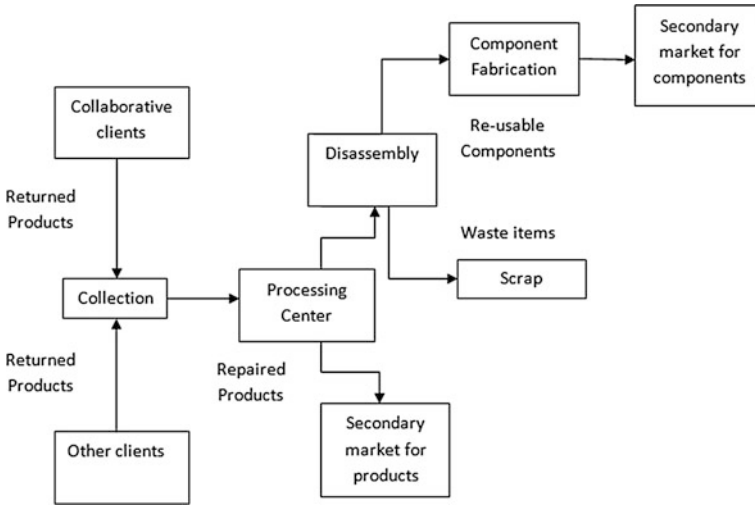 Collaborative
clients
Returned
Products
Collection
Returned
Products
Other clients
Processing
Center
Repaired
Products
Secondary
market for
products
Disassembly
Component
Fabrication
Re-usable
Components
Secondary
market for
components
Waste items
Scrap